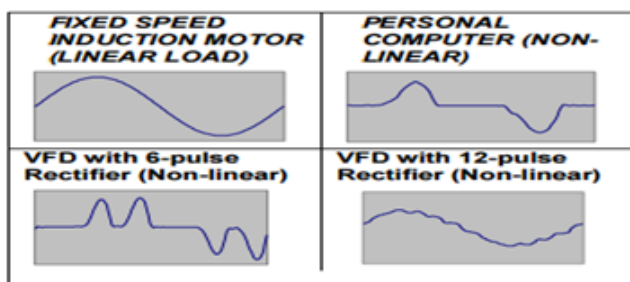 FIXED SPEED
INDUCTION MOTOR
(LINEAR LOAD)
PERSONAL
COMPUTER (NON-
LINEAR)
VFD with 6-pulse
Rectifier (Non-linear)
VFD with 12-pulse
Rectifier (Non-linear)